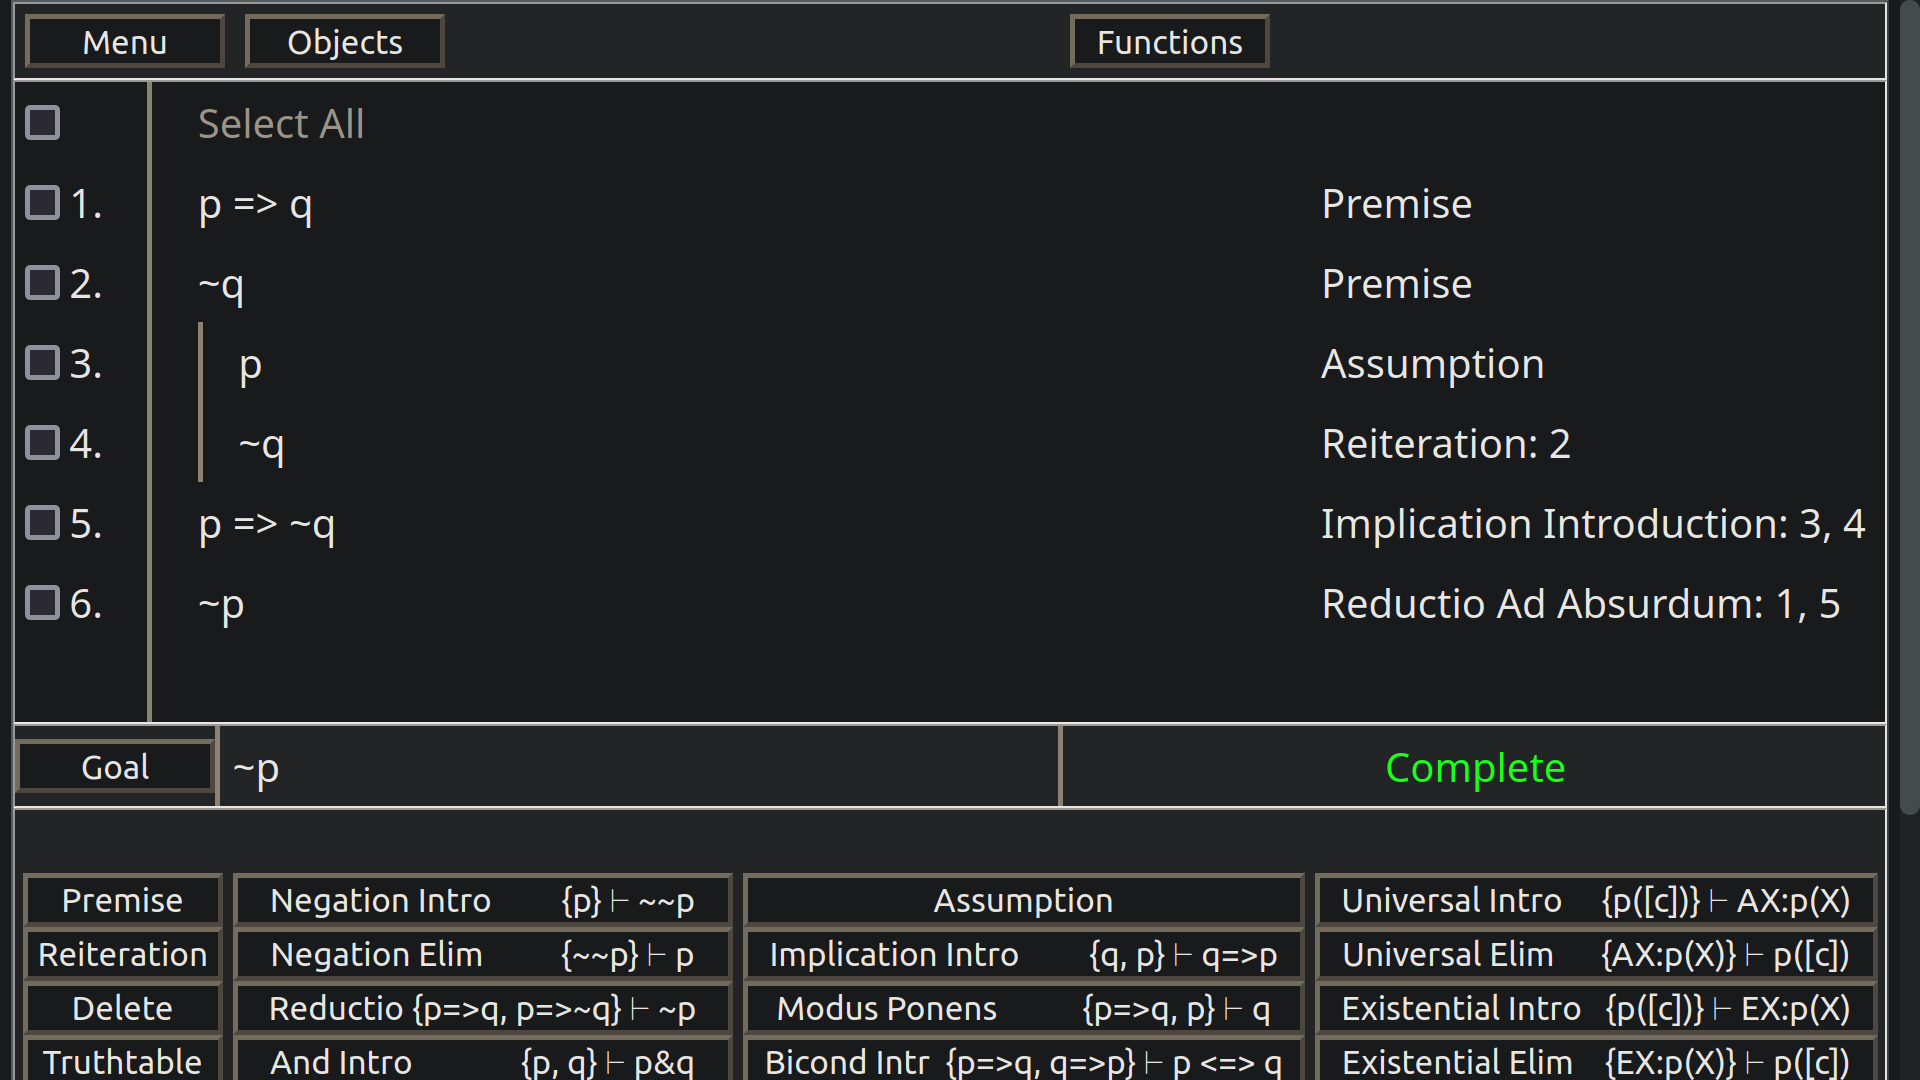 Menu Objects Functions
Select All
1. p => q Premise
2. ~q Premise
3. p Assumption
4. ~q Reiteration: 2
5. p => ~q Implication Introduction: 3, 4
6. ~p Reductio Ad Absurdum: 1, 5
Goal ~p Complete
Premise Negation Intro {p} ⊢ ~~p Assumption Universal Intro {p([c])} ⊢ AX:p(X)
Reiteration Negation Elim {~~p} ⊢ p Implication Intro {q, p} ⊢ q=>p Universal Elim {AX:p(X)} ⊢ p([c])
Delete Reductio {p=>q, p=>~q} ⊢ ~p Modus Ponens {p=>q, p} ⊢ q Existential Intro {p([c])} ⊢ EX:p(X)
Truthtable And Intro {p, q} ⊢ p&q Bicond Intr {p=>q, q=>p} ⊢ p <=> q Existential Elim {EX:p(X)} ⊢ p([c])